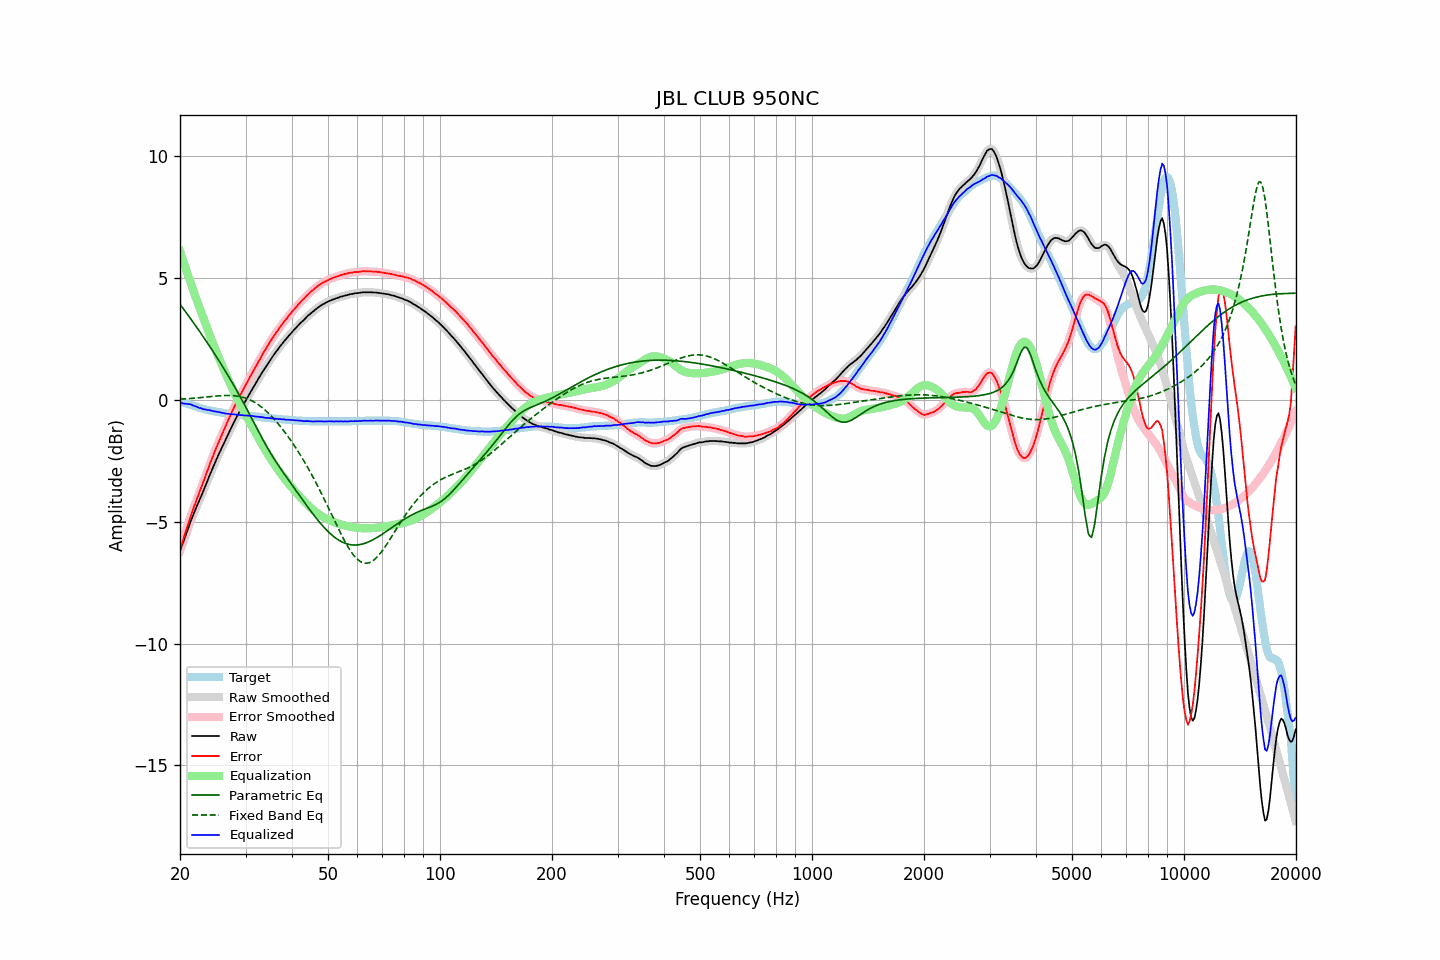 JBL CLUB 950NC
Amplitude (dBr)
10
5
0
−5
−10
−15
Target
Raw Smoothed
Error Smoothed
Raw
Error
Equalization
Parametric Eq
Fixed Band Eq
Equalized
20 50 100 200 500 1000 2000 5000 10000 20000
Frequency (Hz)